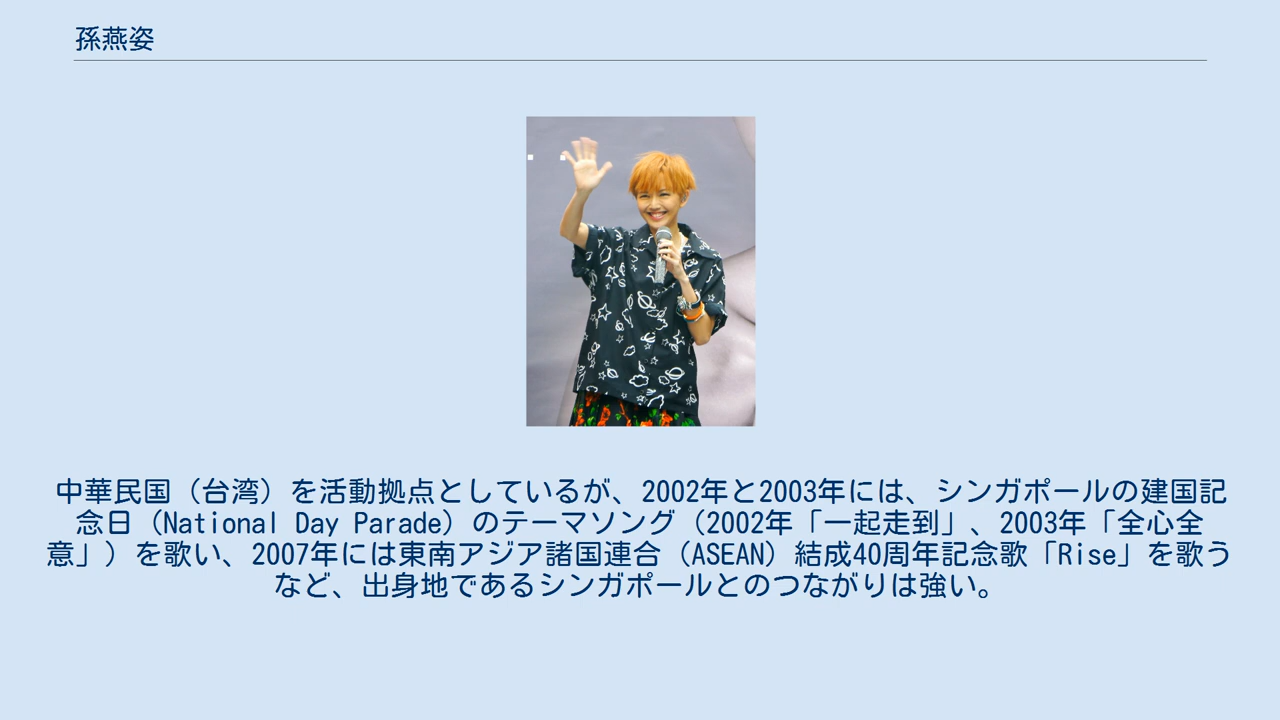 孫燕姿
中華民国（台湾）を活動拠点としているが、2002年と2003年には、シンガポールの建国記
念日（National Day Parade）のテーマソング（2002年「一起走到」、2003年「全心全
意」）を歌い、2007年には東南アジア諸国連合（ASEAN）結成40周年記念歌「Rise」を歌う
など、出身地であるシンガポールとのつながりは強い。